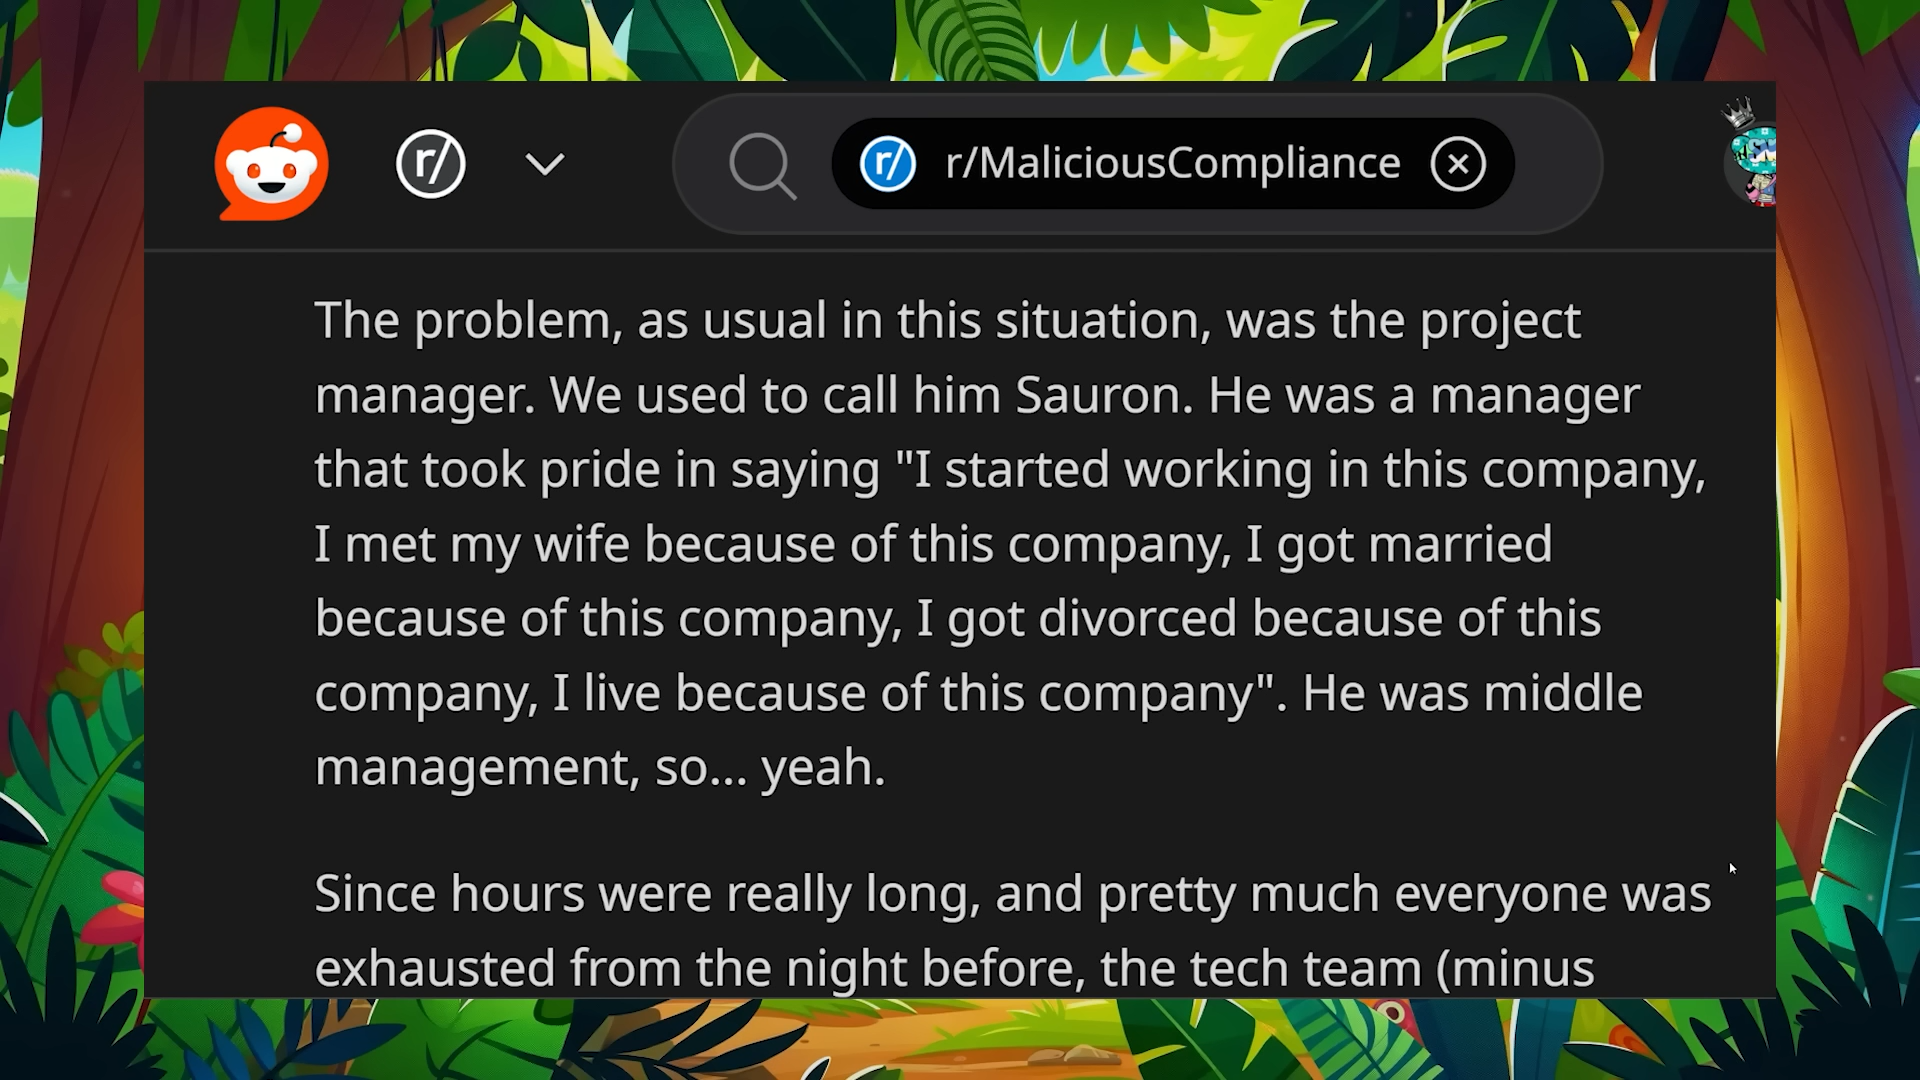 r/
r/
r/MaliciousCompliance
The problem, as usual in this situation, was the project
manager. We used to call him Sauron. He was a manager
that took pride in saying "I started working in this company,
I met my wife because of this company, I got married
because of this company, I got divorced because of this
company, I live because of this company". He was middle
management, so... yeah.
Since hours were really long, and pretty much everyone was
exhausted from the night before, the tech team (minus